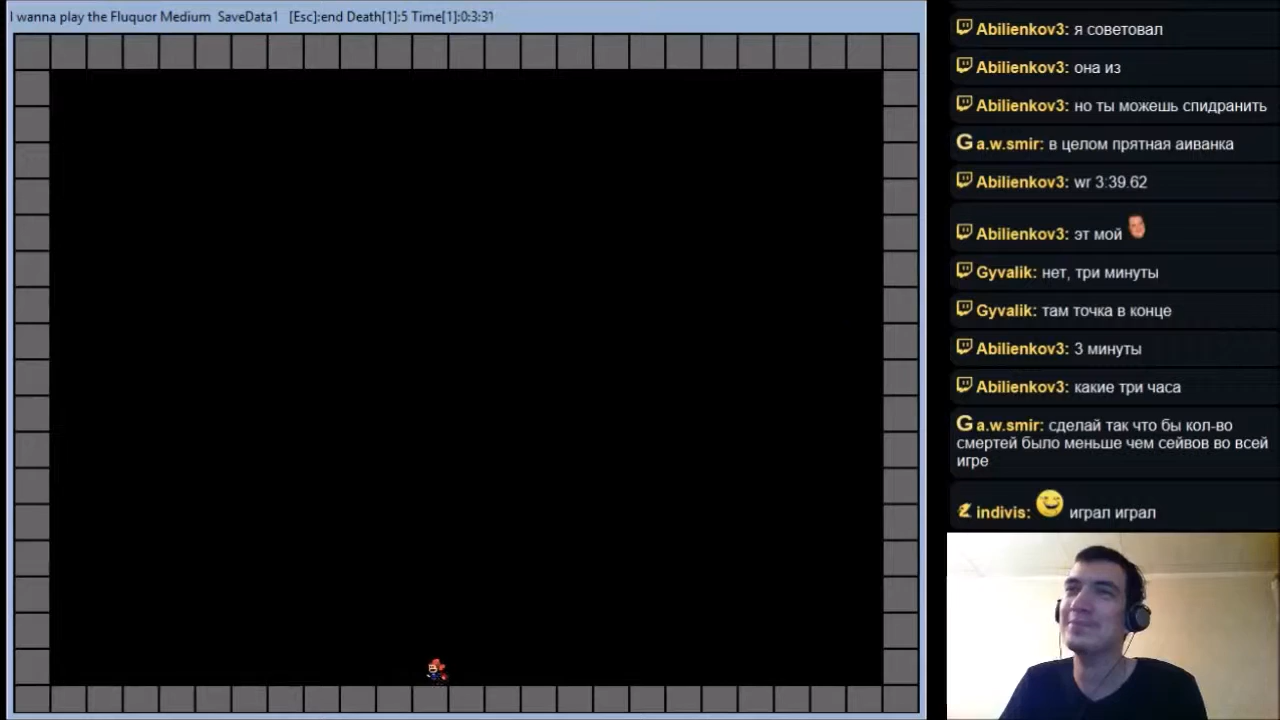 I wanna play the Fluquor Medium SaveData1 [Esc]:end Death[1]:5 Time[1]:0:3:31
Abilienkov3: я советовал
Abilienkov3: она из
Abilienkov3: но ты можешь спидранить
a.w.smir: в целом прятная аиванка
Abilienkov3: wr 3:39.62
Abilienkov3: эт мой
Gyvalik: нет, три минуты
Gyvalik: там точка в конце
Abilienkov3: 3 минуты
Abilienkov3: какие три часа
a.w.smir: сделай так что бы кол-во
смертей было меньше чем сейвов во всей
игре
indivis: играл играл